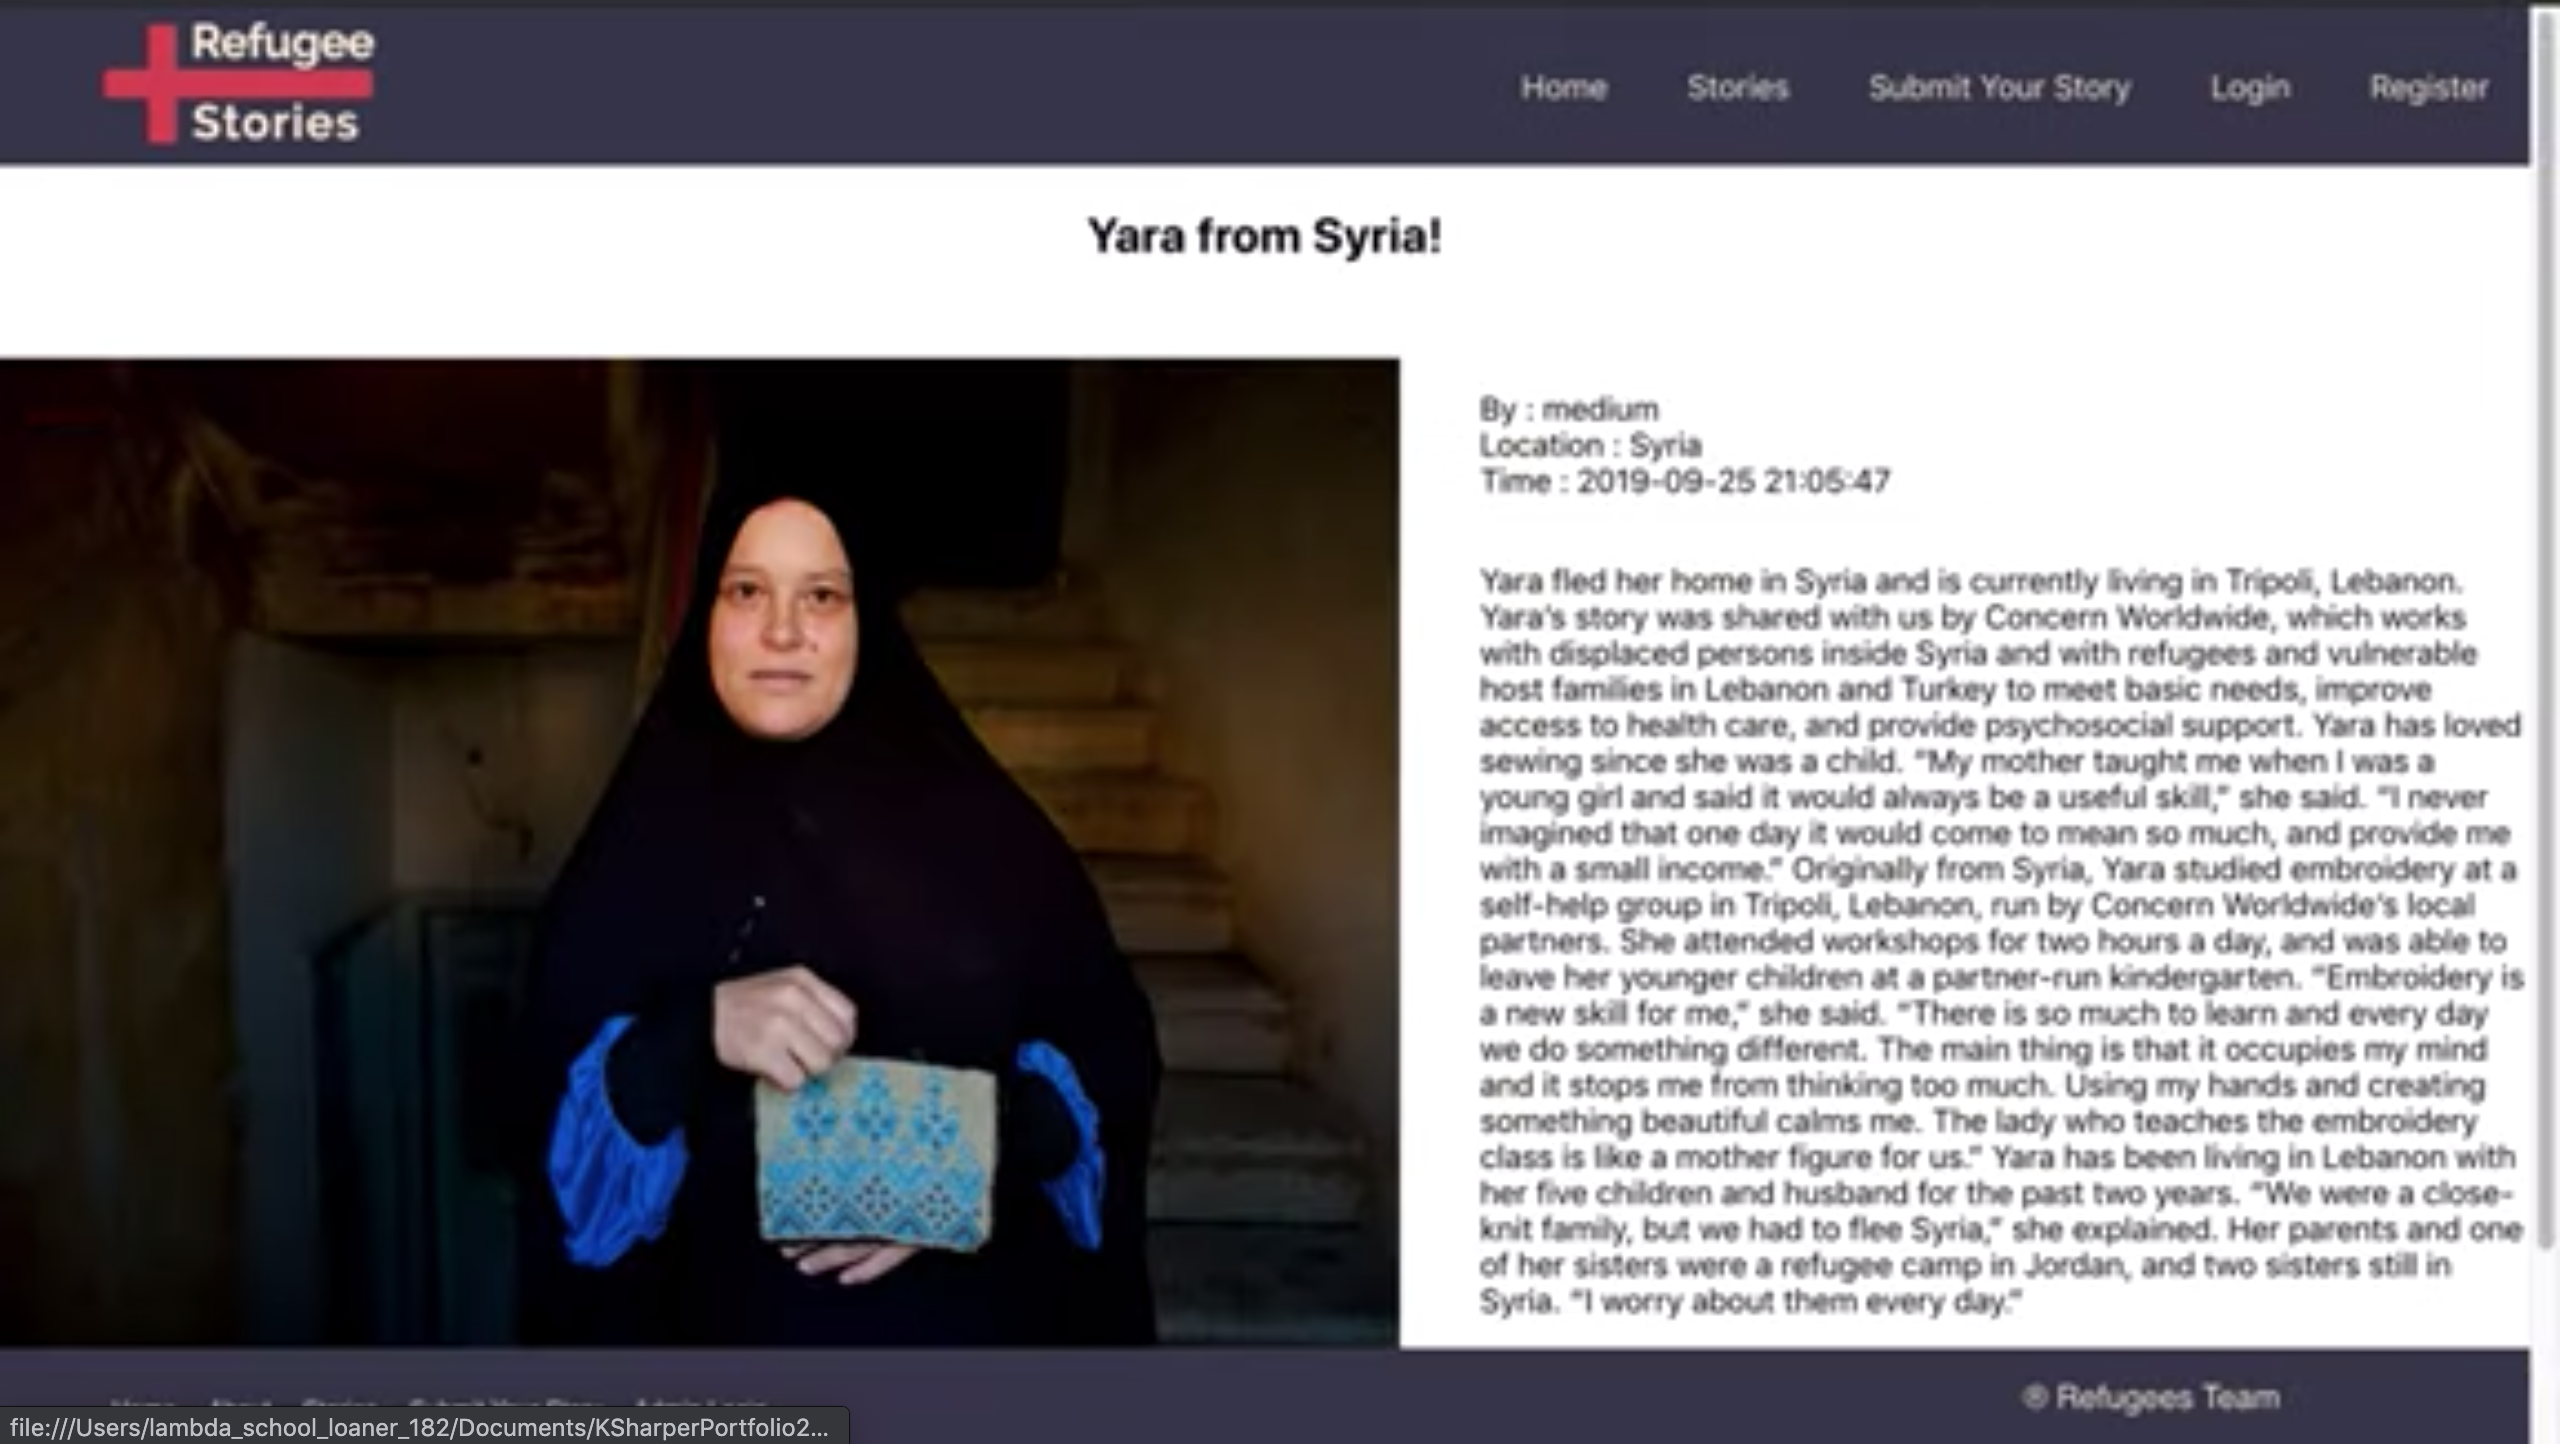 Refugee
Stories
Home Stories Submit Your Story Login Register
Yara from Syria!
By : medium
Location : Syria
Time : 2019-09-25 21:05:47
Yara fled her home in Syria and is currently living in Tripoli, Lebanon.
Yara's story was shared with us by Concern Worldwide, which works
with displaced persons inside Syria and with refugees and vulnerable
host families in Lebanon and Turkey to meet basic needs, improve
access to health care, and provide psychosocial support. Yara has loved
sewing since she was a child. “My mother taught me when I was a
young girl and said it would always be a useful skill,” she said. “I never
imagined that one day it would come to mean so much, and provide me
with a small income.” Originally from Syria, Yara studied embroidery at a
self-help group in Tripoli, Lebanon, run by Concern Worldwide's local
partners. She attended workshops for two hours a day, and was able to
leave her younger children at a partner-run kindergarten. “Embroidery is
a new skill for me,” she said. “There is so much to learn and every day
we do something different. The main thing is that it occupies my mind
and it stops me from thinking too much. Using my hands and creating
something beautiful calms me. The lady who teaches the embroidery
class is like a mother figure for us.” Yara has been living in Lebanon with
her five children and husband for the past two years. “We were a close-
knit family, but we had to flee Syria,” she explained. Her parents and one
of her sisters were a refugee camp in Jordan, and two sisters still in
Syria. “I worry about them every day.”
® Refugees Team
file:///Users/lambda_school_loaner_182/Documents/KSharperPortfolio2...